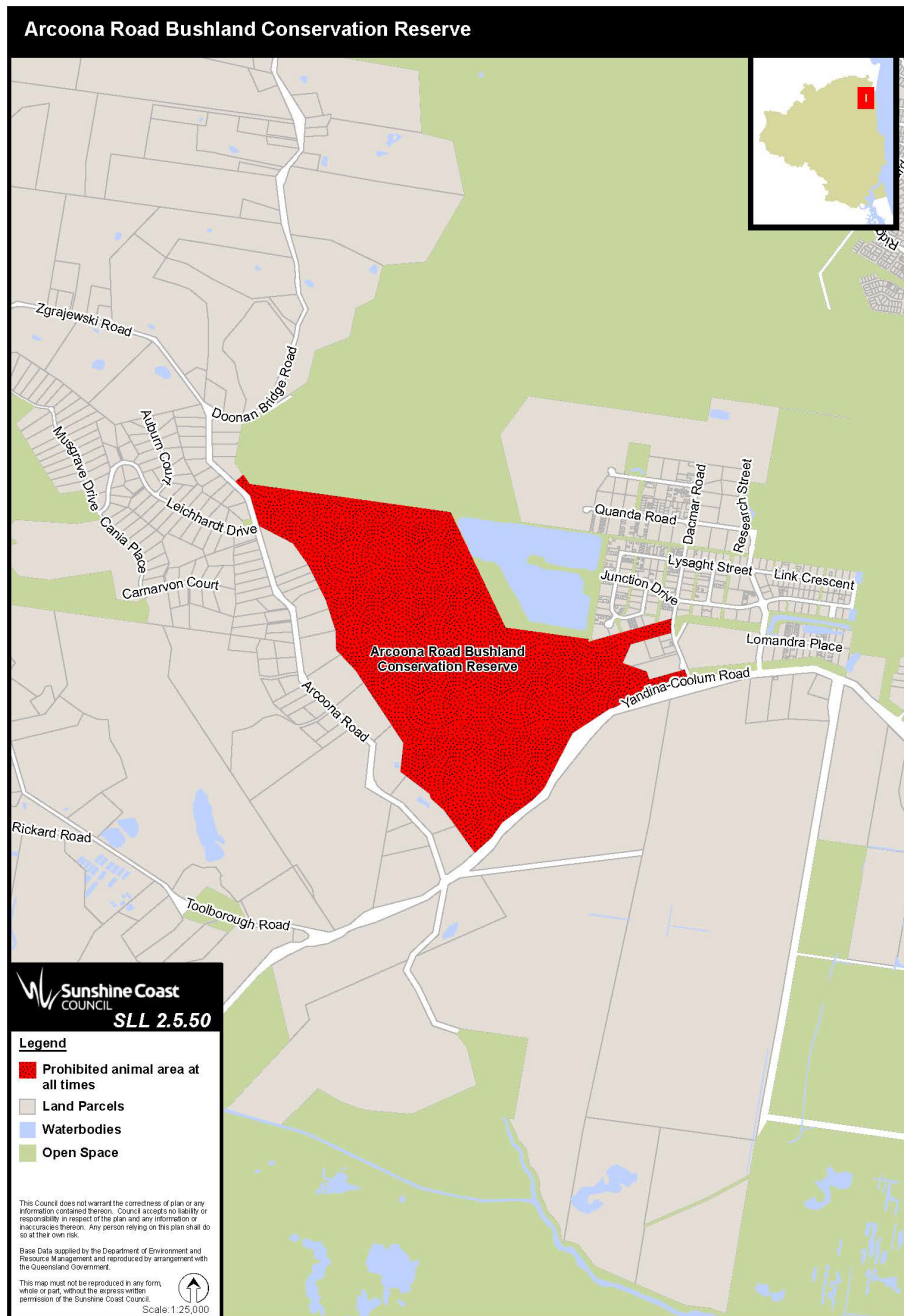 Arcoona Road Bushland Conservation Reserve
Zgrajewski Road
Doonan Bridge Road
Auburn Court
Musgrave Drive
Leichhardt Drive
Cania Place
Carnarvon Court
Quanda Road
Dacmar Road
Research Street
Lysaght Street
Link Crescent
Junction Drive
Lomandra Place
Arcoona Road Bushland
Conservation Reserve
Yandina-Coolum Road
Arcoona Road
Rickard Road
Toolborough Road
Sunshine Coast
COUNCIL
SLL 2.5.50
Legend
Prohibited animal area at
all times
Land Parcels
Waterbodies
Open Space
This Council does not warrant the correctness of plan or any
information contained thereon. Council accepts no liability or
responsibility in respect of the plan and any information or
inaccuracies thereon. Any person relying on this plan shall do
so at their own risk.
Base Data supplied by the Department of Environment and
Resource Management and reproduced by arrangement with
the Queensland Government.
This map must not be reproduced in any form,
whole or part, without the express written
permission of the Sunshine Coast Council.
Scale:1:25,000